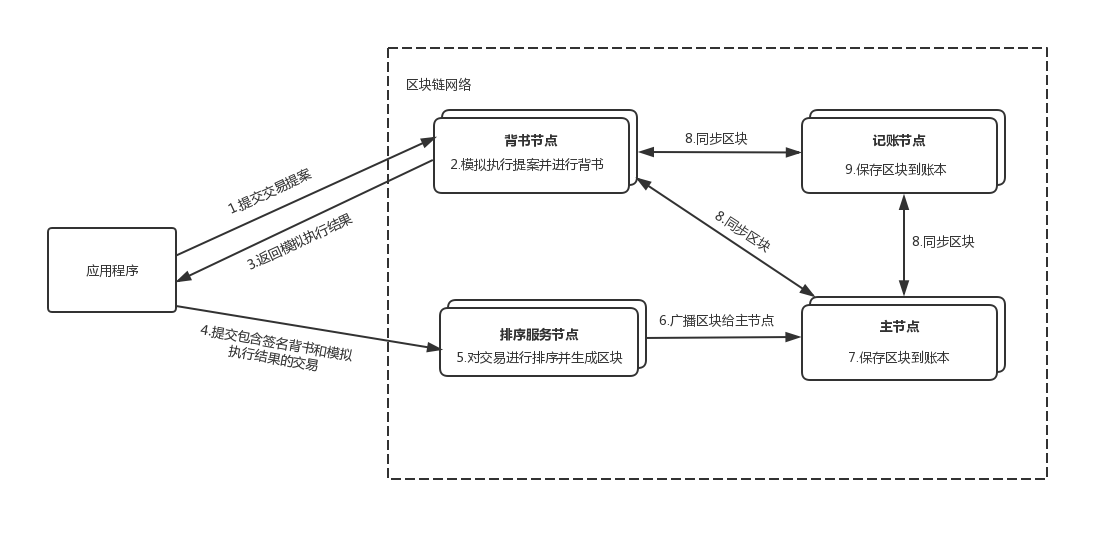 区块链网络
背书节点
2.模拟执行提案并进行背书
8.同步区块
记账节点
9.保存区块到账本
1.提交交易提案
3.返回模拟执行结果
8.同步区块
8.同步区块
应用程序
4.提交包含签名背书和模拟
执行结果的交易
排序服务节点
5.对交易进行排序并生成区块
6.广播区块给主节点
主节点
7.保存区块到账本